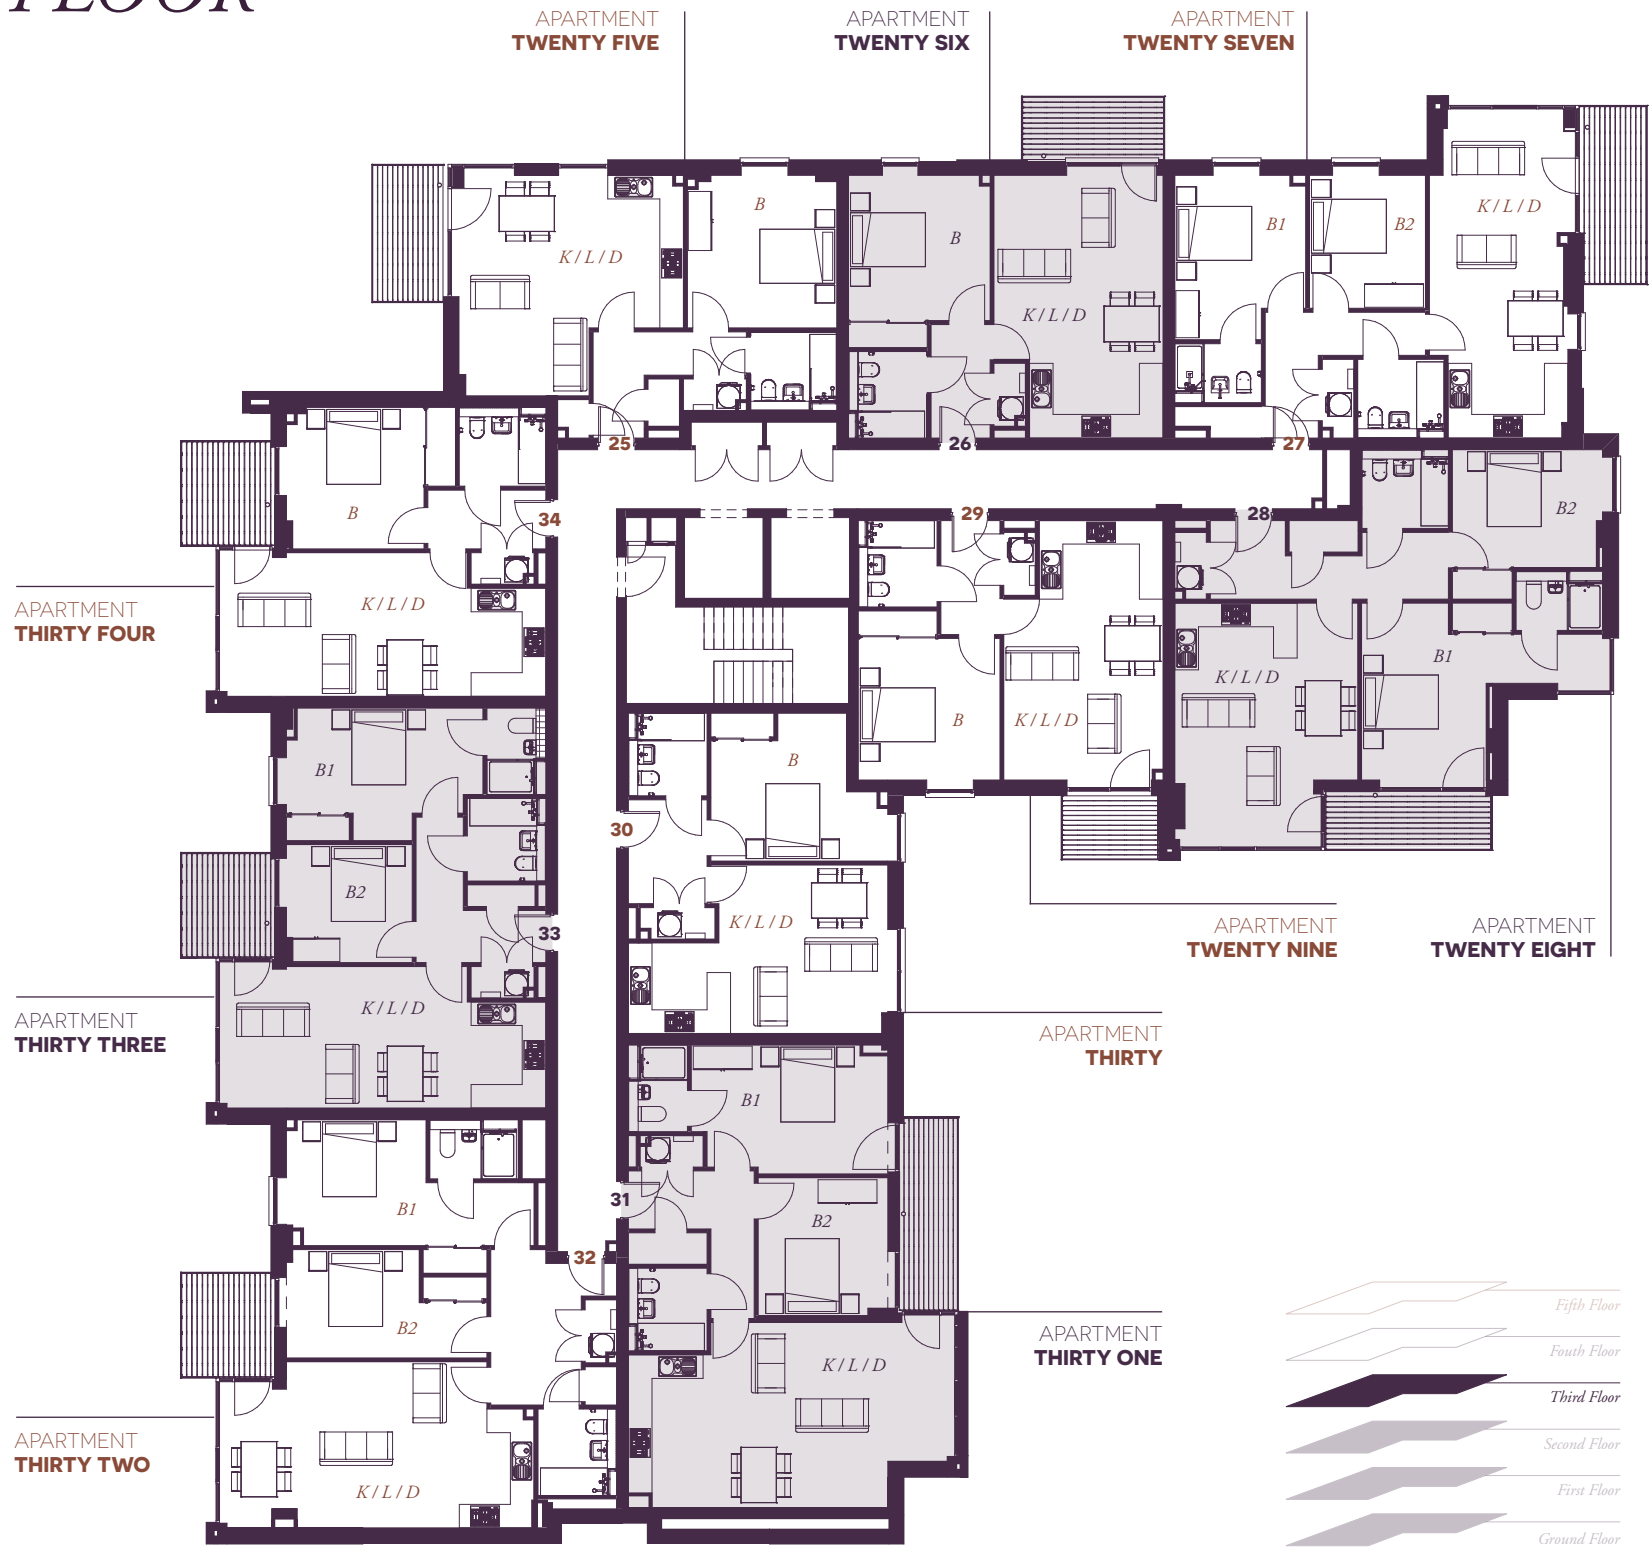 FLOOR
APARTMENT
TWENTY FIVE
APARTMENT
TWENTY SIX
APARTMENT
TWENTY SEVEN
K / L / D
B
B
K / L / D
B1
B2
K / L / D
25
26
27
34
29
28
B
K / L / D
B2
B1
K / L / D
B
K / L / D
APARTMENT
THIRTY FOUR
B1
B2
33
K / L / D
30
B
K / L / D
APARTMENT
TWENTY NINE
APARTMENT
TWENTY EIGHT
APARTMENT
THIRTY THREE
APARTMENT
THIRTY
B1
B2
31
K / L / D
B1
32
B2
K / L / D
APARTMENT
THIRTY ONE
APARTMENT
THIRTY TWO
Fifth Floor
Fouth Floor
Third Floor
Second Floor
First Floor
Ground Floor